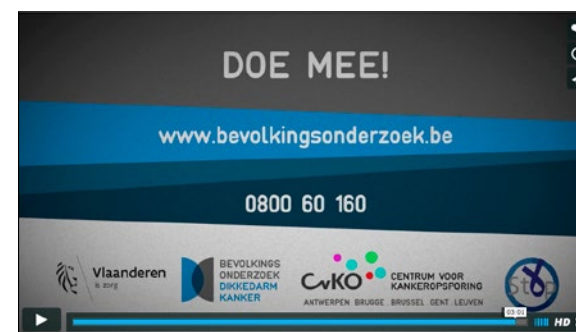 DOE MEE!
www.bevolkingsonderzoek.be
0800 60 160
Vlaanderen
is zorg
BEVOLKINGS
ONDERZOEK
DIKKEDARM
KANKER
CvKO
CENTRUM VOOR
KANKEROPSPORING
ANTWERPEN . BRUGGE . BRUSSEL . GENT . LEUVEN
Stop
03:01
HD